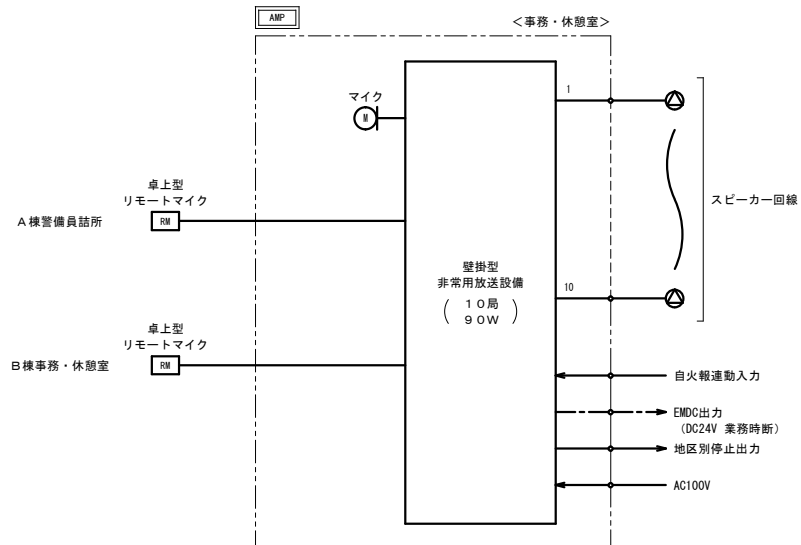 AMP
＜事務・休憩室＞
マイク
M
1
卓上型
リモートマイク
A棟警備員詰所
RM
スピーカー回線
壁掛型
非常用放送設備
（１０局
９０W）
10
卓上型
リモートマイク
B棟事務・休憩室
RM
自火報連動入力
EMDC出力
（DC24V 業務時断）
地区別停止出力
AC100V